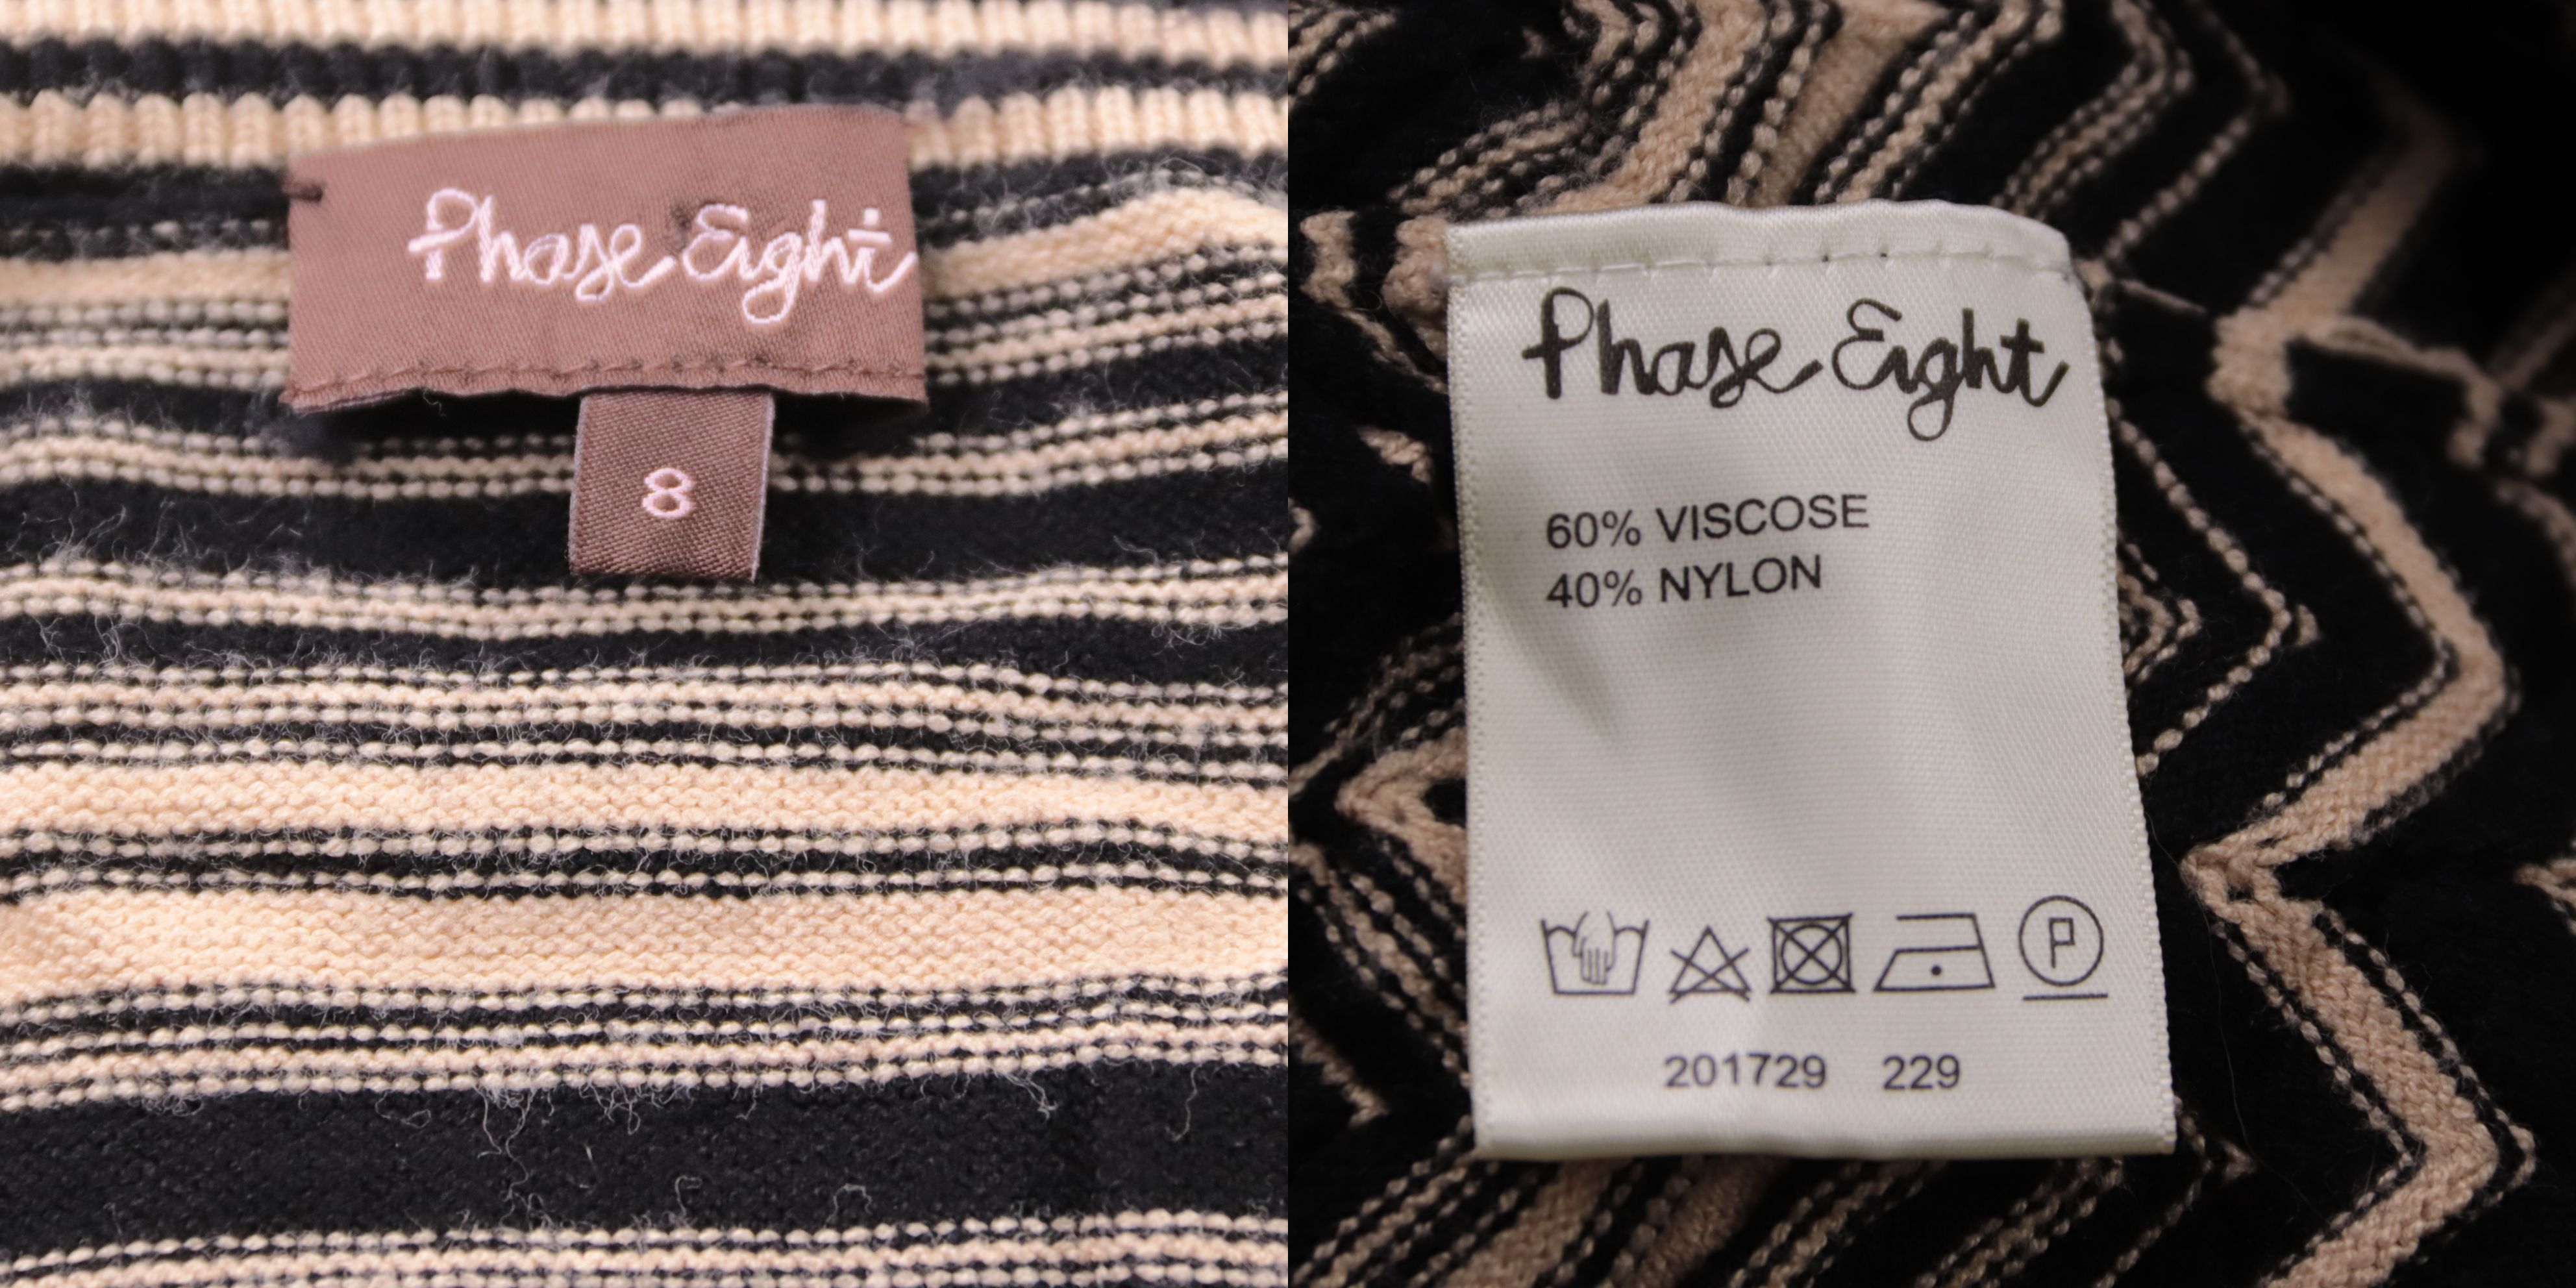 Phase Eight
8
Phase Eight
60% VISCOSE
40% NYLON
P
201729 229